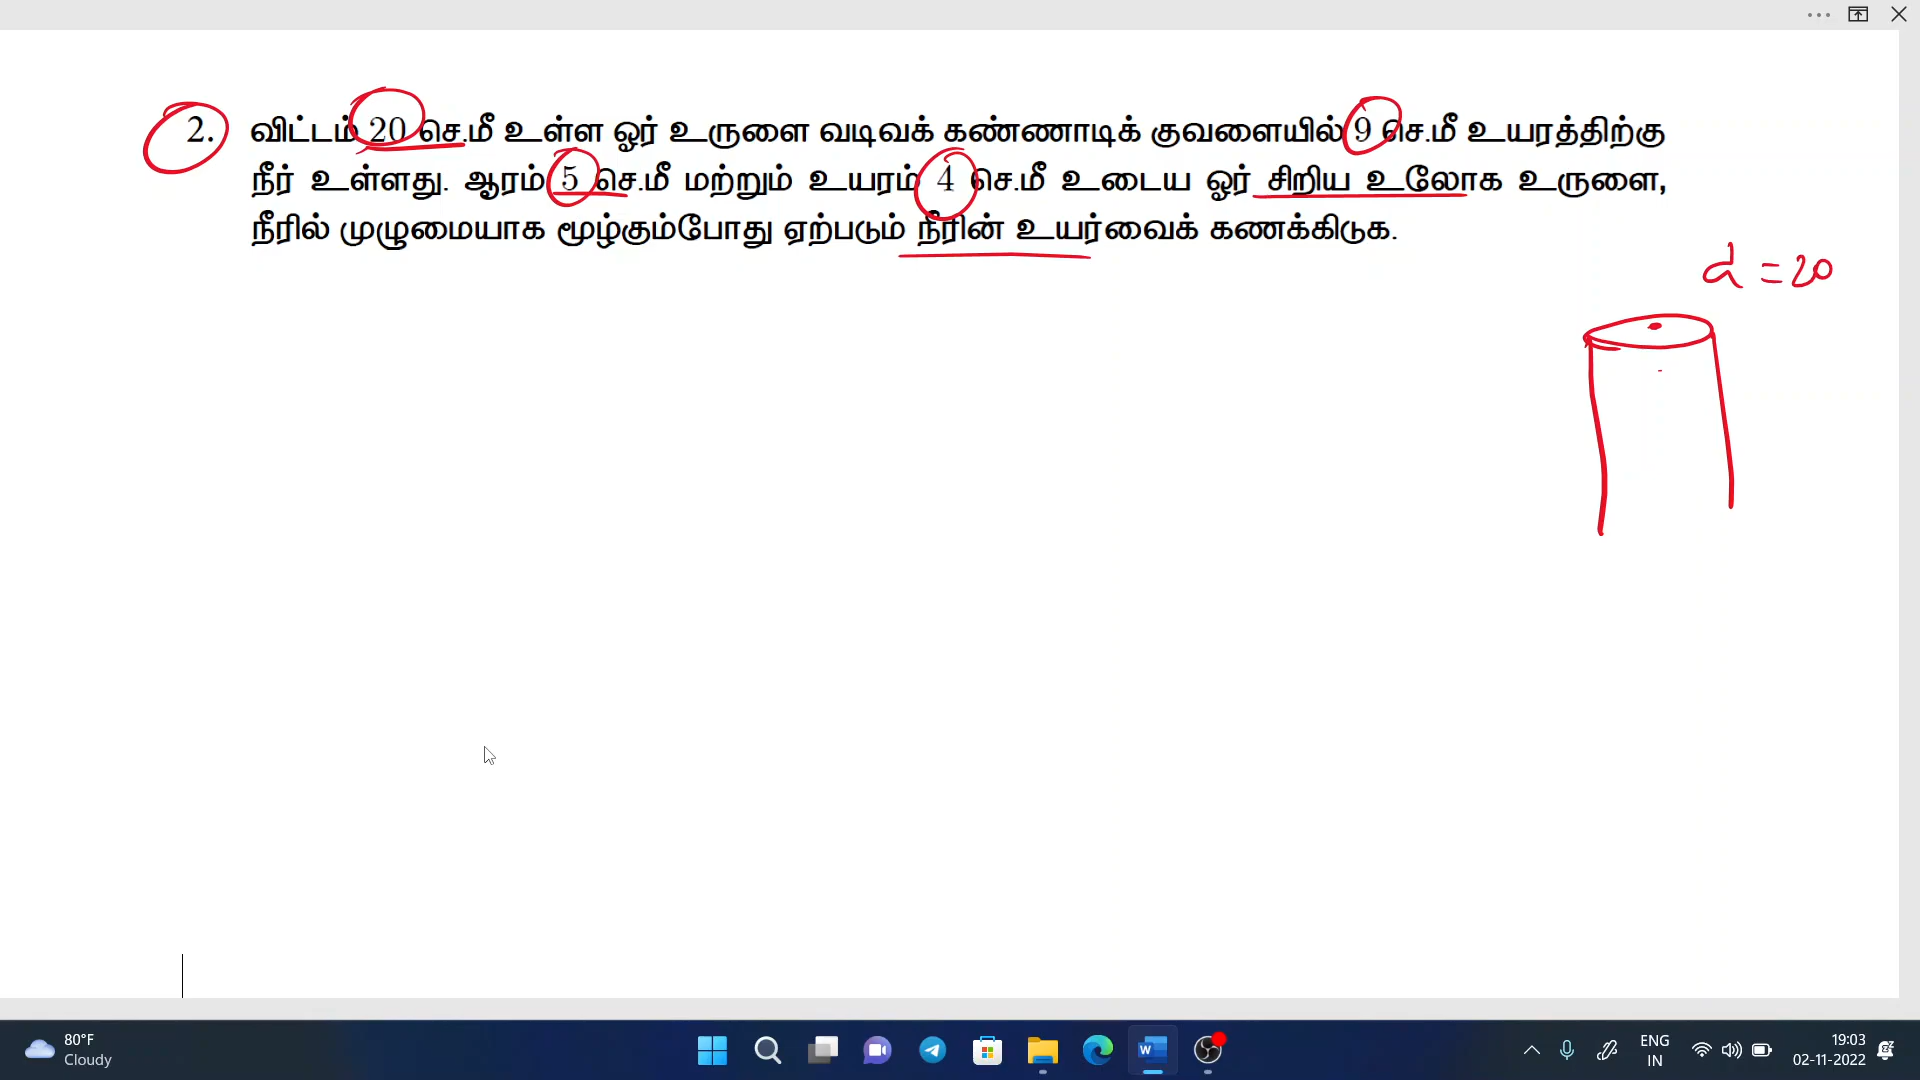 2. விட்டம் 20 செ.மீ உள்ள ஓர் உருளை வடிவக் கண்ணாடிக் குவளையில் 9 செ.மீ உயரத்திற்கு
நீர் உள்ளது. ஆரம் 5 செ.மீ மற்றும் உயரம் 4 செ.மீ உடைய ஓர் சிறிய உலோக உருளை,
நீரில் முழுமையாக மூழ்கும்போது ஏற்படும் நீரின் உயர்வைக் கணக்கிடுக.
d = 20
80°F
Cloudy
ENG
IN
19:03
02-11-2022